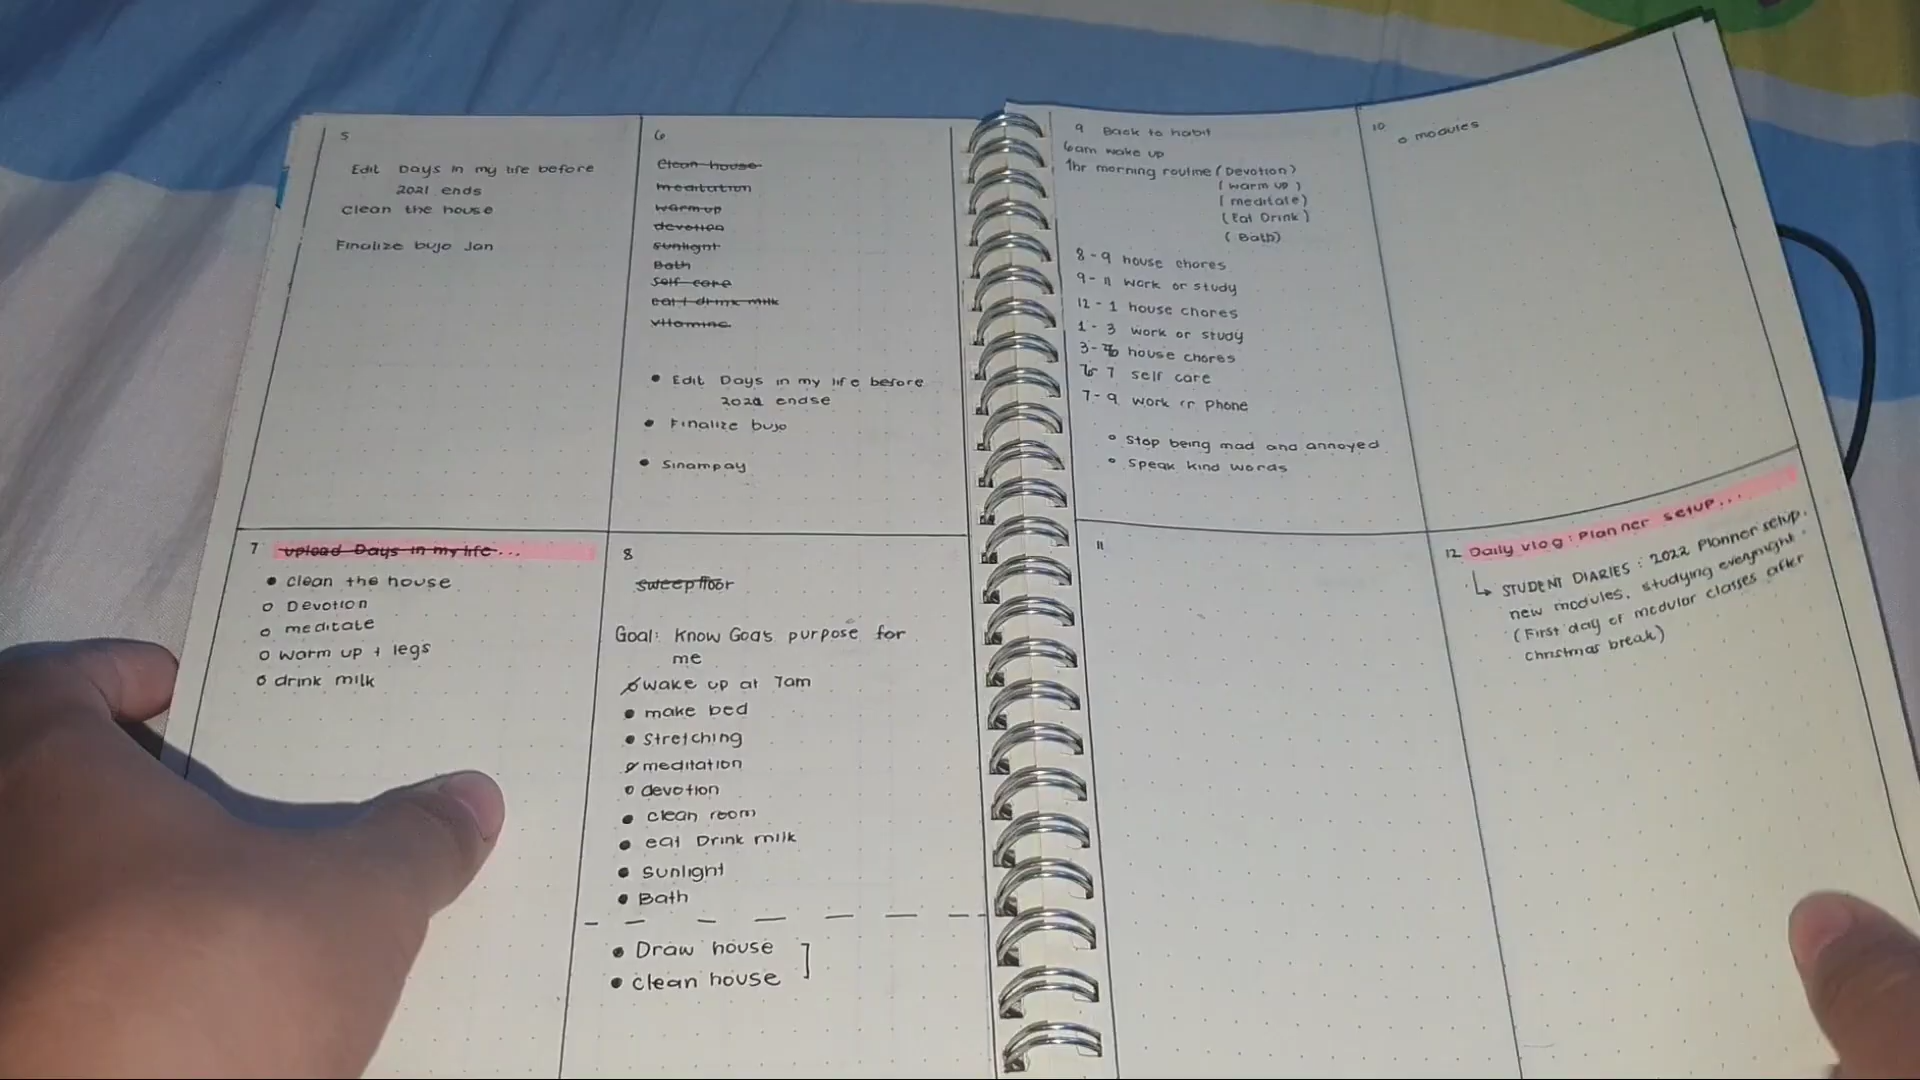 5
Edit Days in my life before
2021 ends
Clean the house
Finalize bujo Jan
6
Clean house
meditation
warm up
devotion
sunlight
Bath
Self care
eat / drink milk
vitamins
• Edit Days in my life before
2021 endse
• Finalize bujo
• Sinampay
7 upload Days in my life...
• clean the house
o Devotion
o meditate
o warm up + legs
o drink milk
8
sweep floor
Goal: Know God's purpose for
me
wake up at 7am
• make bed
• stretching
meditation
o devotion
• clean room
• eat Drink milk
• sunlight
• Bath
• Draw house
• clean house
9 Back to habit
6am wake up
1hr morning routine (Devotion)
(warm up)
(meditate)
(Eat Drink)
(Bath)
8 - 9 house chores
9 - 11 work or study
12 - 1 house chores
1 - 3 work or study
3 - 6 house chores
6- 7 self care
7 - 9 work or Phone
o Stop being mad and annoyed
o Speak kind words
10
o modules
11
12 Daily vlog : Planner setup...
↳ STUDENT DIARIES : 2022 Planner setup,
new modules, studying everynight.
(First day of modular classes after
christmas break)